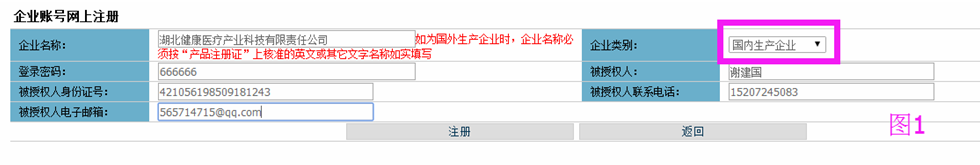 企业账号网上注册
企业名称： 湖北健康医疗产业科技有限责任公司 如为国外生产企业时，企业名称必须按“产品注册证”上核准的英文或其它文字名称如实填写 企业类别： 国内生产企业
登录密码： 666666 被授权人： 谢建国
被授权人身份证号： 421056198509181243 被授权人联系电话： 15207245083
被授权人电子邮箱： 565714715@qq.com
注册 返回
图1